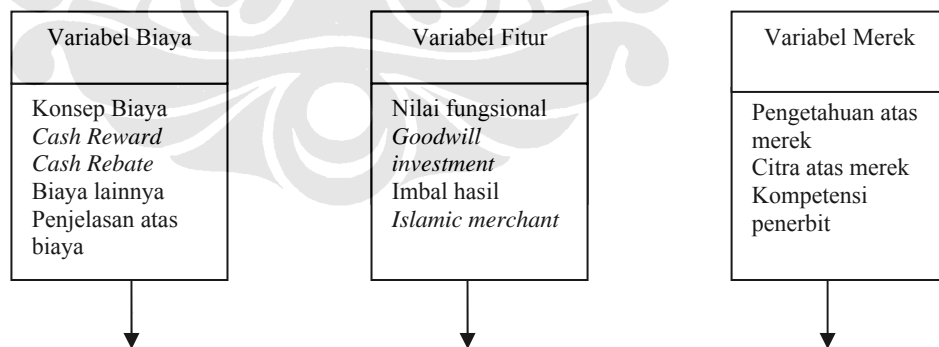 Variabel Biaya
Konsep Biaya
Cash Reward
Cash Rebate
Biaya lainnya
Penjelasan atas
biaya
Variabel Fitur
Nilai fungsional
Goodwill
investment
Imbal hasil
Islamic merchant
Variabel Merek
Pengetahuan atas
merek
Citra atas merek
Kompetensi
penerbit